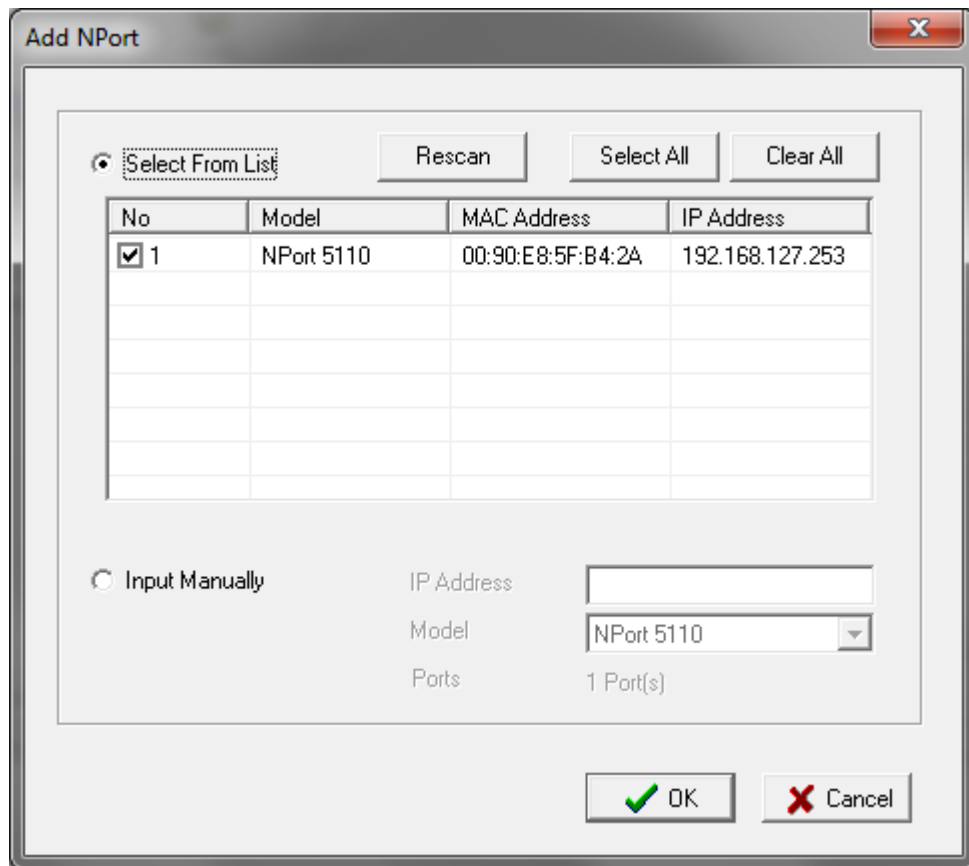 Add NPort
Select From List Rescan Select All Clear All
No Model MAC Address IP Address
1 NPort 5110 00:90:E8:5F:B4:2A 192.168.127.253
Input Manually IP Address
Model NPort 5110
Ports 1 Port(s)
OK Cancel